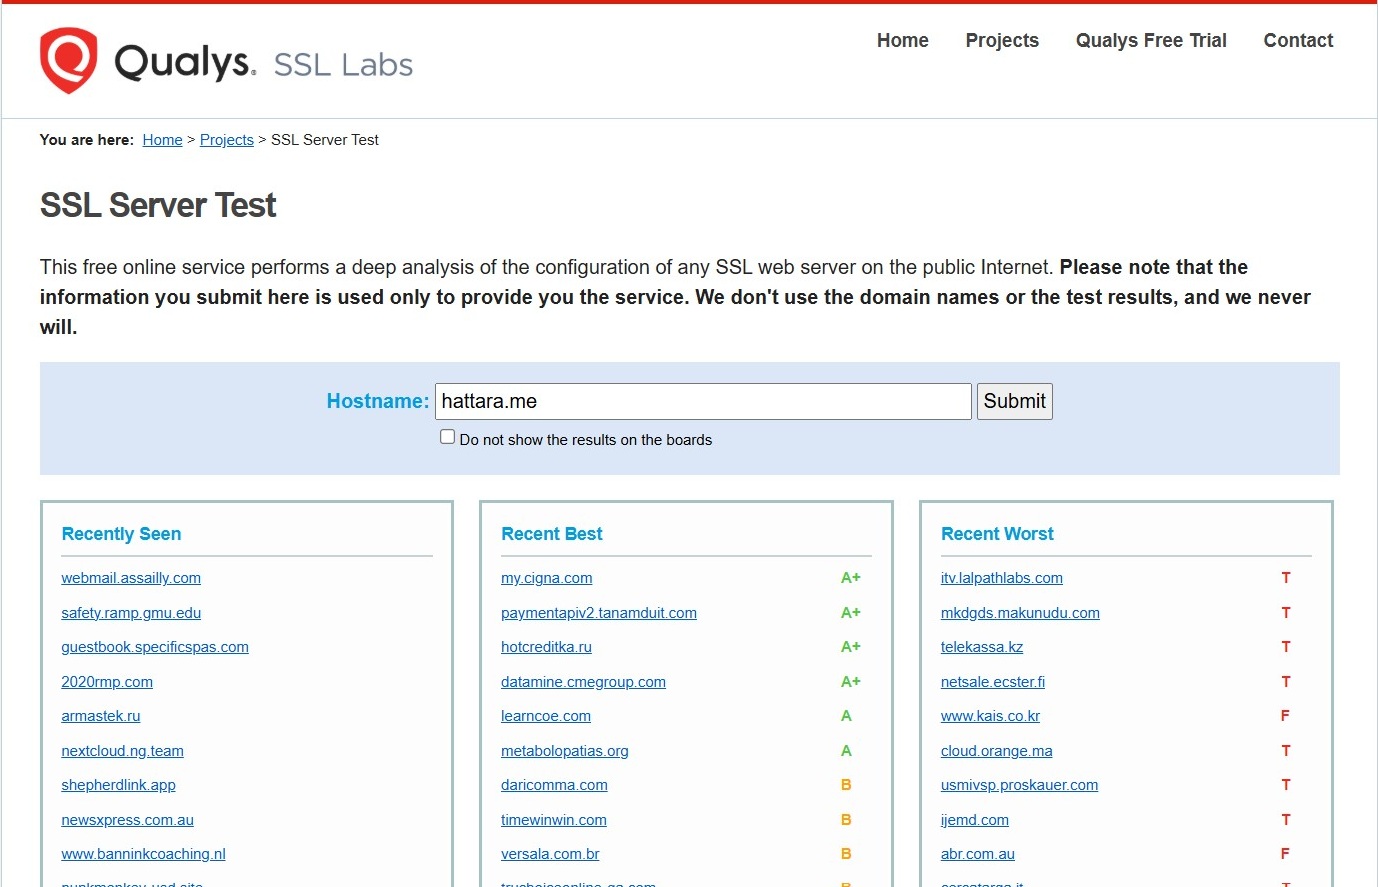 Qualys. SSL Labs
Home Projects Qualys Free Trial Contact
You are here: Home > Projects > SSL Server Test
SSL Server Test
This free online service performs a deep analysis of the configuration of any SSL web server on the public Internet. Please note that the
information you submit here is used only to provide you the service. We don't use the domain names or the test results, and we never
will.
Hostname: hattara.me Submit
Do not show the results on the boards
Recently Seen
webmail.assailly.com
safety.ramp.gmu.edu
guestbook.specificspas.com
2020rmp.com
armastek.ru
nextcloud.ng.team
shepherdlink.app
newsxpress.com.au
www.banninkcoaching.nl
Recent Best
my.cigna.com A+
paymentapiv2.tanamduit.com A+
hotcreditka.ru A+
datamine.cmegroup.com A+
learncoe.com A
metabolopatias.org A
daricomma.com B
timewinwin.com B
versala.com.br B
Recent Worst
itv.lalpathlabs.com T
mkdgds.makunudu.com T
telekassa.kz T
netsale.ecster.fi T
www.kais.co.kr F
cloud.orange.ma T
usmivsp.proskauer.com T
ijemd.com T
abr.com.au F